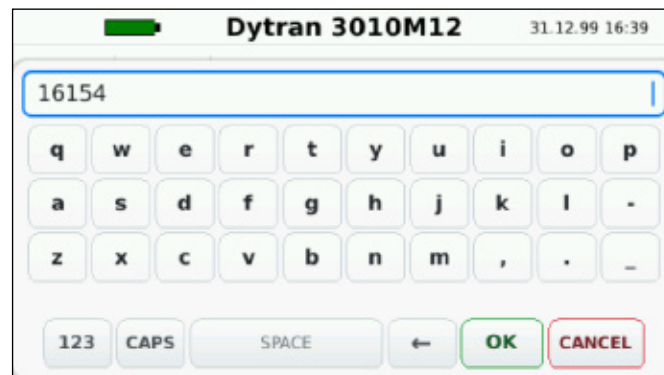 Dytran 3010M12 31.12.99 16:39
16154
q w e r t y u i o p
a s d f g h j k l -
z x c v b n m , . _
123 CAPS SPACE ← OK CANCEL